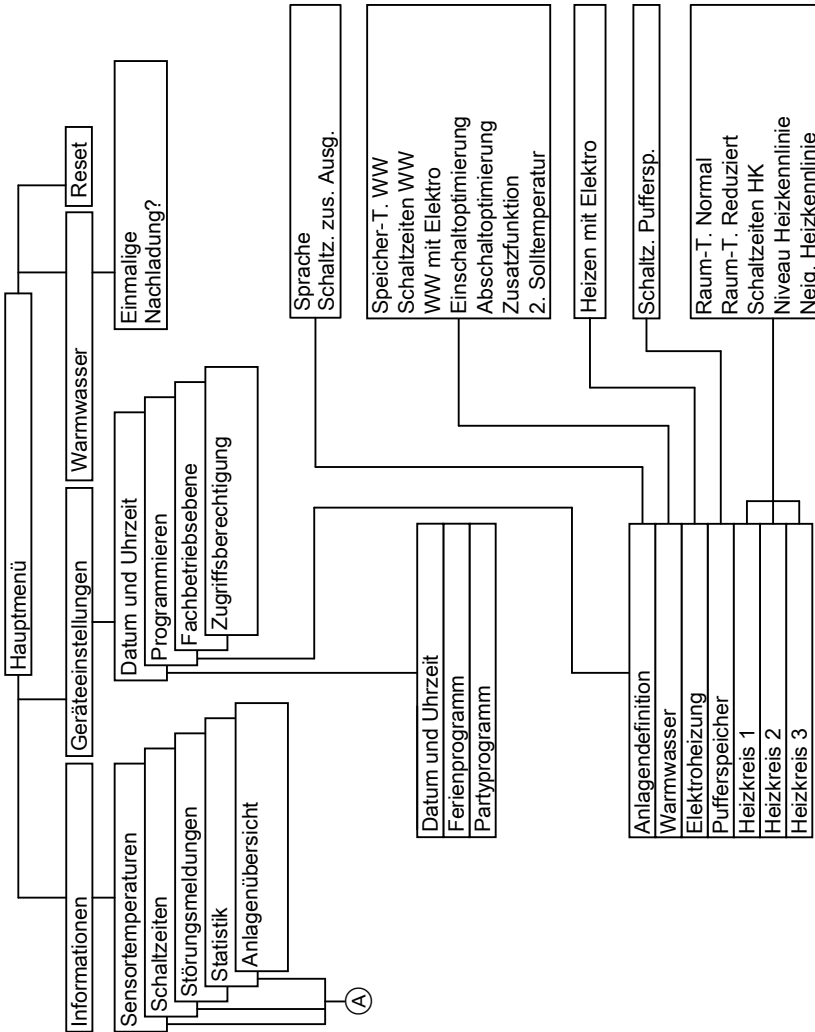 Hauptmenü
Informationen
Geräteeinstellungen
Warmwasser
Reset
Sensortemperaturen
Schaltzeiten
Störungsmeldungen
Statistik
Anlagenübersicht
A
Datum und Uhrzeit
Programmieren
Fachbetriebsebene
Zugriffsberechtigung
Einmalige
Nachladung?
Datum und Uhrzeit
Ferienprogramm
Partyprogramm
Anlagendefinition
Warmwasser
Elektroheizung
Pufferspeicher
Heizkreis 1
Heizkreis 2
Heizkreis 3
Sprache
Schaltz. zus. Ausg.
Speicher-T. WW
Schaltzeiten WW
WW mit Elektro
Einschaltoptimierung
Abschaltoptimierung
Zusatzfunktion
2. Solltemperatur
Heizen mit Elektro
Schaltz. Puffersp.
Raum-T. Normal
Raum-T. Reduziert
Schaltzeiten HK
Niveau Heizkennlinie
Neig. Heizkennlinie